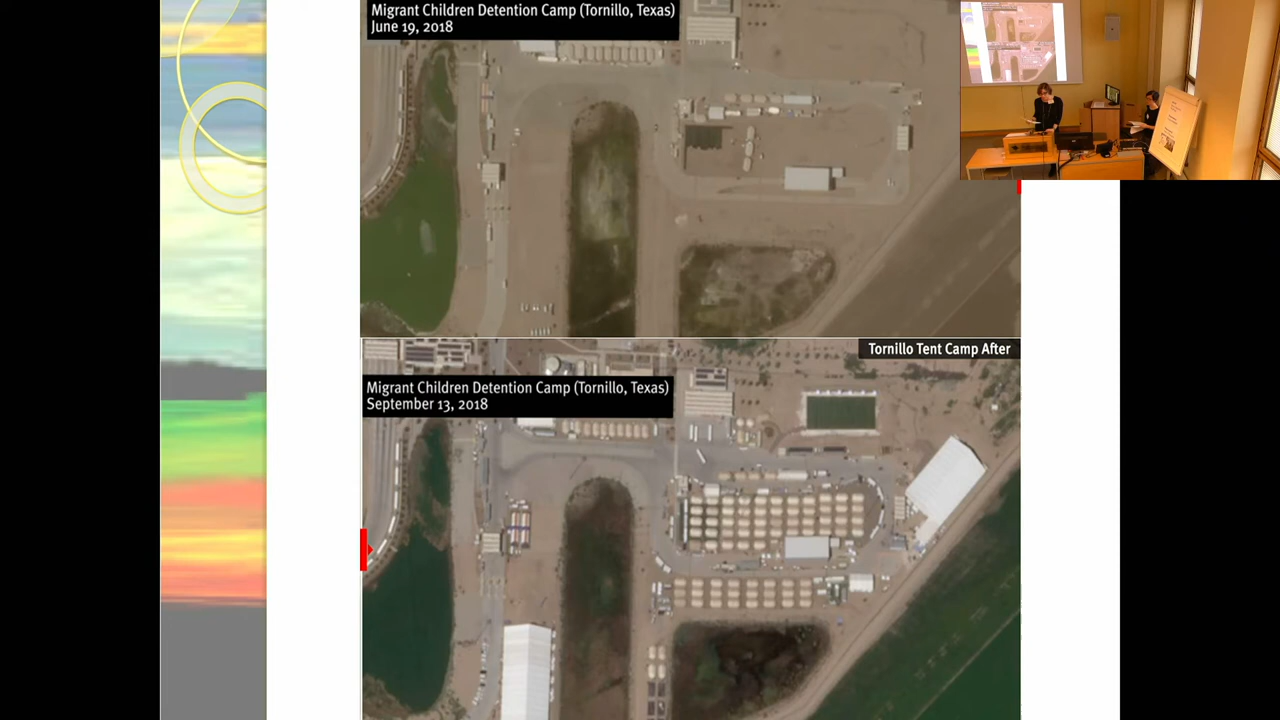 Migrant Children Detention Camp (Tornillo, Texas)
June 19, 2018
Tornillo Tent Camp After
Migrant Children Detention Camp (Tornillo, Texas)
September 13, 2018